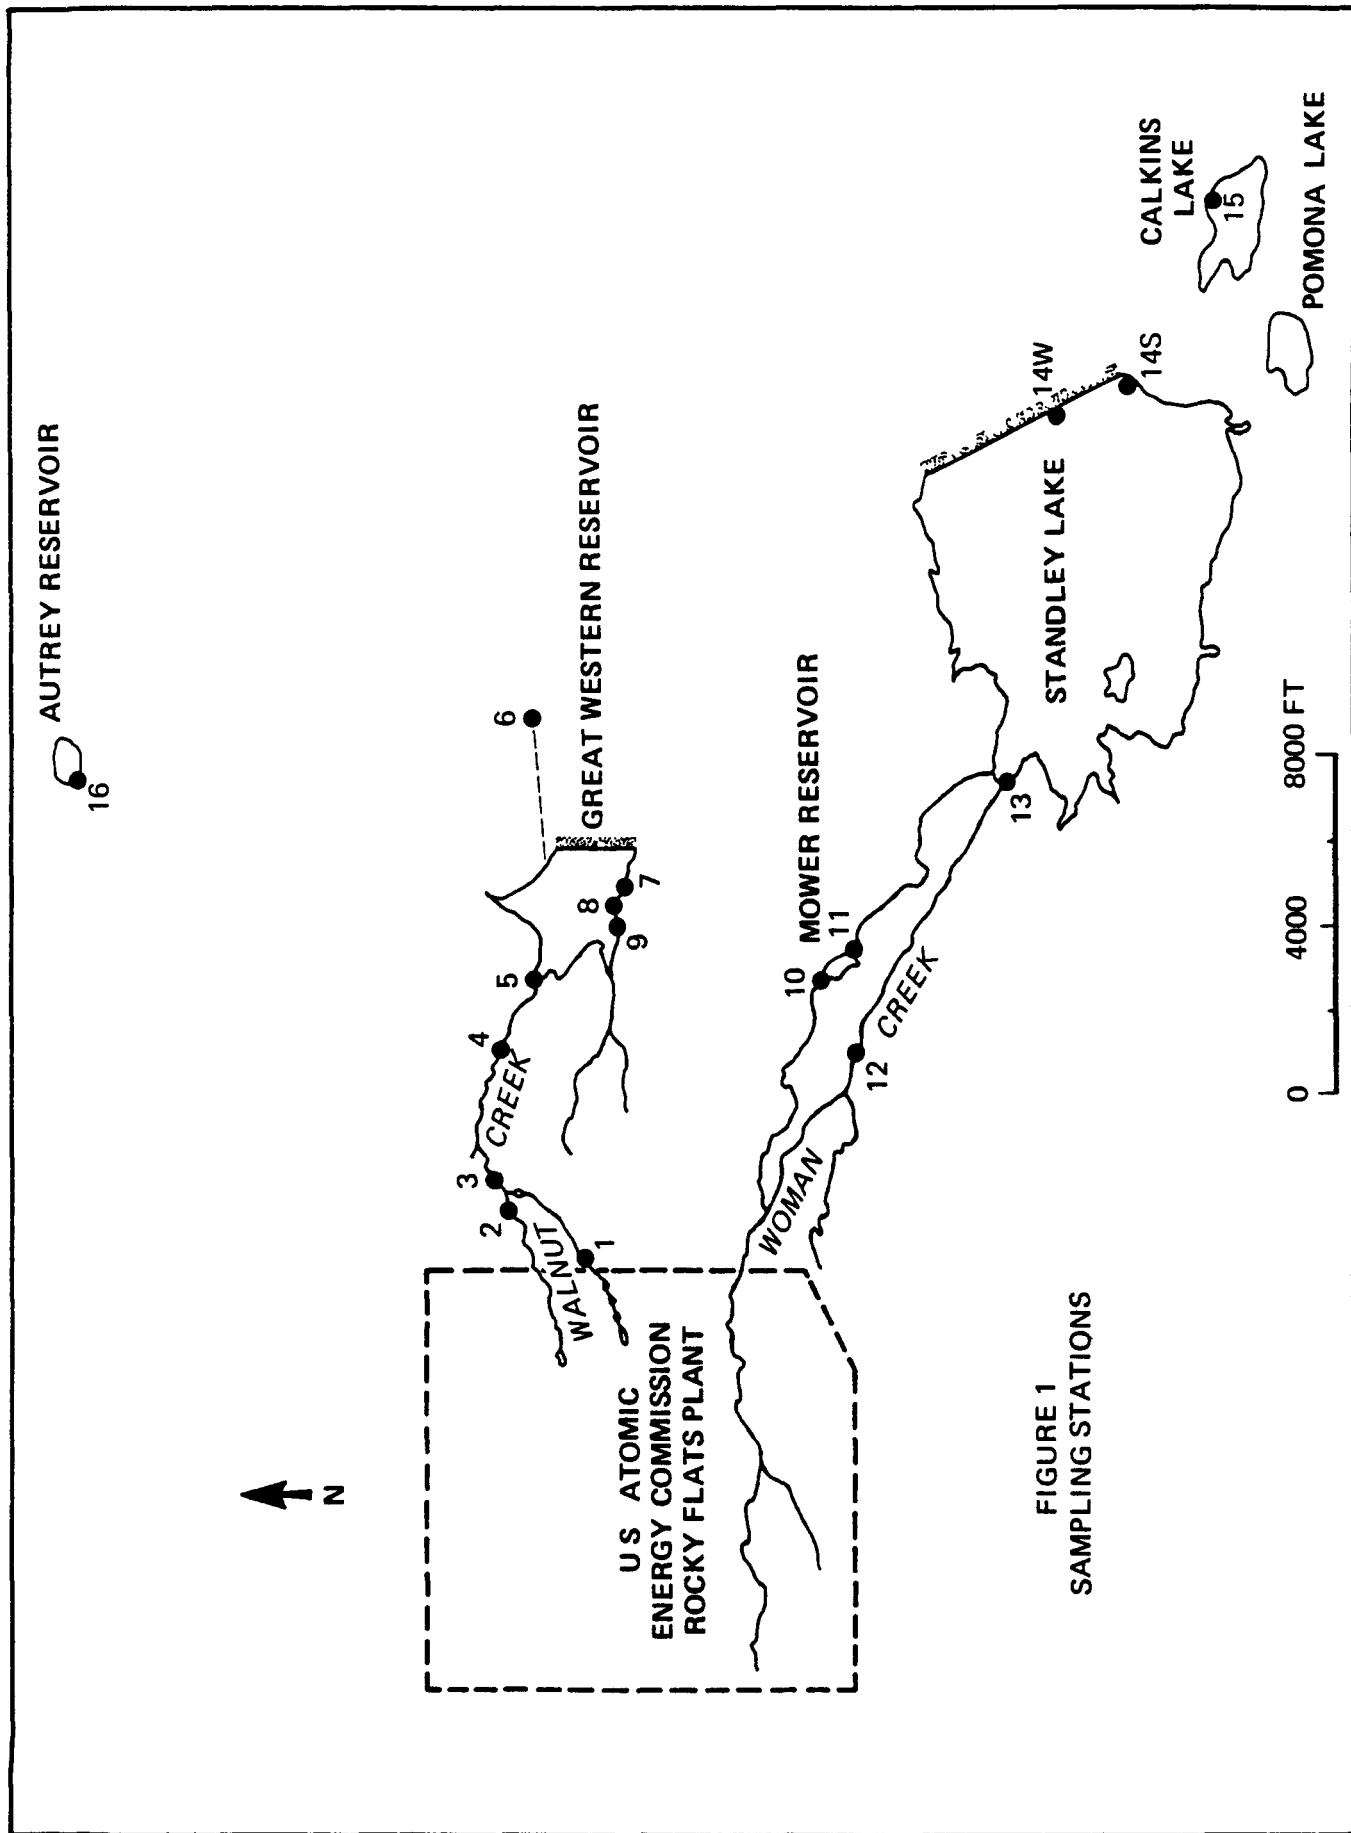 AUTREY RESERVOIR
16
6
GREAT WESTERN RESERVOIR
5
4
3
2
1
8
7
9
CREEK
WALNUT
US ATOMIC
ENERGY COMMISSION
ROCKY FLATS PLANT
N
MOWER RESERVOIR
10
11
12
13
WOMAN
CREEK
STANDLEY LAKE
14W
14S
CALKINS
LAKE
15
POMONA LAKE
0
4000
8000 FT
FIGURE 1
SAMPLING STATIONS